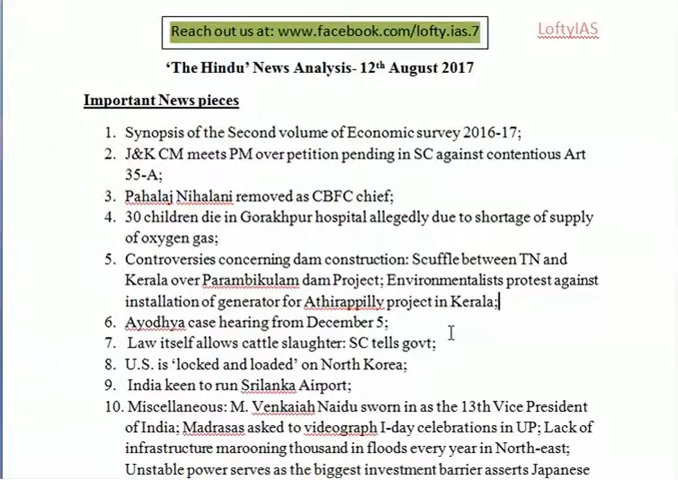 Reach out us at: www.facebook.com/lofty.ias.7
LoftyIAS
‘The Hindu’ News Analysis- 12th August 2017
Important News pieces
1. Synopsis of the Second volume of Economic survey 2016-17;
2. J&K CM meets PM over petition pending in SC against contentious Art
35-A;
3. Pahalaj Nihalani removed as CBFC chief;
4. 30 children die in Gorakhpur hospital allegedly due to shortage of supply
of oxygen gas;
5. Controversies concerning dam construction: Scuffle between TN and
Kerala over Parambikulam dam Project; Environmentalists protest against
installation of generator for Athirappilly project in Kerala;
6. Ayodhya case hearing from December 5;
7. Law itself allows cattle slaughter: SC tells govt;
8. U.S. is ‘locked and loaded’ on North Korea;
9. India keen to run Srilanka Airport;
10. Miscellaneous: M. Venkaiah Naidu sworn in as the 13th Vice President
of India; Madrasas asked to videograph I-day celebrations in UP; Lack of
infrastructure marooning thousand in floods every year in North-east;
Unstable power serves as the biggest investment barrier asserts Japanese